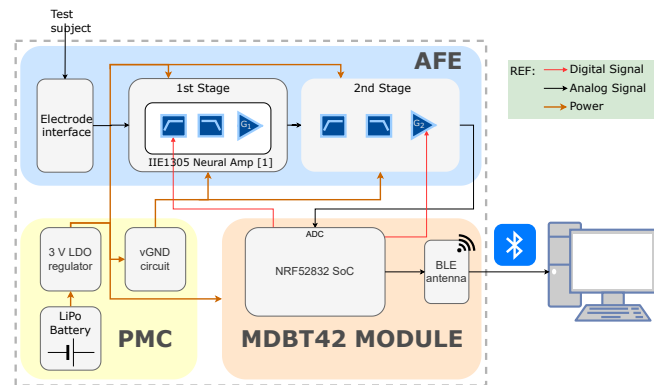 Test
subject
AFE
REF:
Digital Signal
Analog Signal
Power
1st Stage
2nd Stage
Electrode
interface
G1
G2
IIE1305 Neural Amp [1]
ADC
3 V LDO
regulator
vGND
circuit
NRF52832 SoC
BLE
antenna
LiPo
Battery
PMC
MDBT42 MODULE